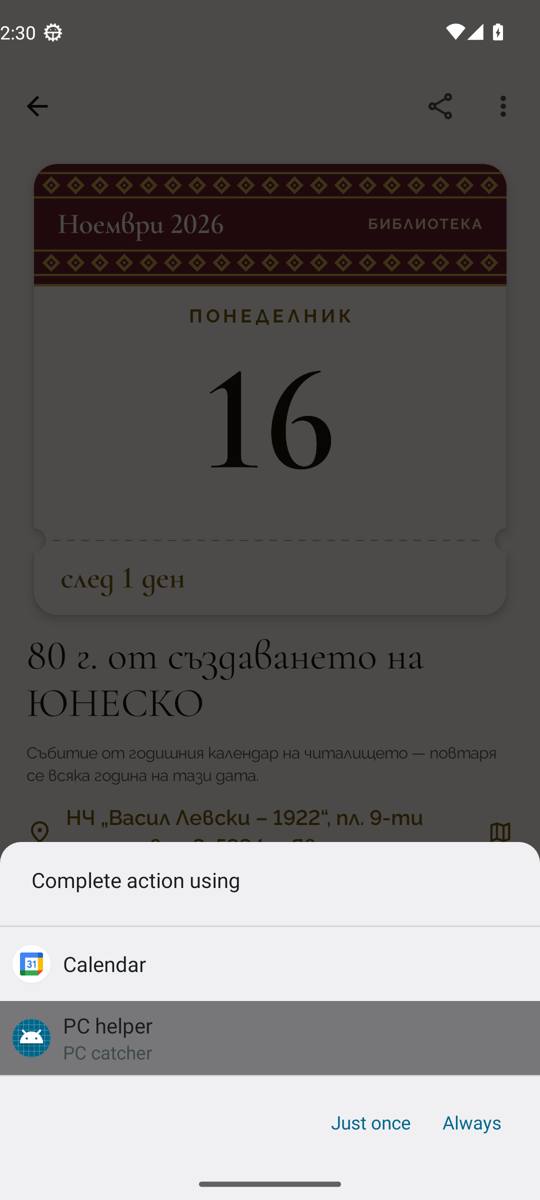 2:30
Ноември 2026
БИБЛИОТЕКА
ПОНЕДЕЛНИК
16
след 1 ден
80 г. от създаването на
ЮНЕСКО
Събитие от годишния календар на читалището — повтаря
се всяка година на тази дата.
НЧ „Васил Левски – 1922“, пл. 9-ти
Complete action using
31
Calendar
PC helper
PC catcher
Just once
Always